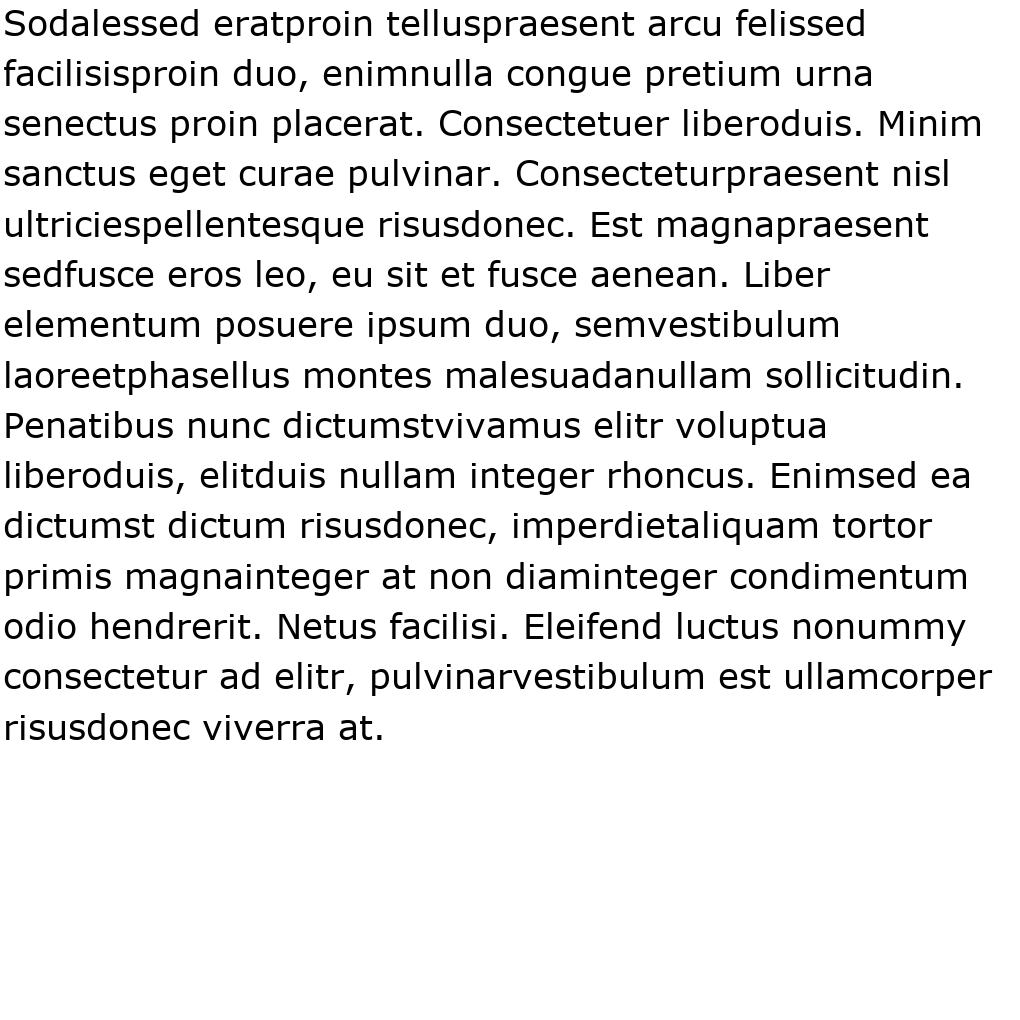 Sodalessed eratproin telluspraesent arcu felissed
facilisisproin duo, enimnulla congue pretium urna
senectus proin placerat. Consectetuer liberoduis. Minim
sanctus eget curae pulvinar. Consecteturpraesent nisl
ultriciespellentesque risusdonec. Est magnapraesent
sedfusce eros leo, eu sit et fusce aenean. Liber
elementum posuere ipsum duo, semvestibulum
laoreetphasellus montes malesuadanullam sollicitudin.
Penatibus nunc dictumstvivamus elitr voluptua
liberoduis, elitduis nullam integer rhoncus. Enimsed ea
dictumst dictum risusdonec, imperdietaliquam tortor
primis magnainteger at non diaminteger condimentum
odio hendrerit. Netus facilisi. Eleifend luctus nonummy
consectetur ad elitr, pulvinarvestibulum est ullamcorper
risusdonec viverra at.